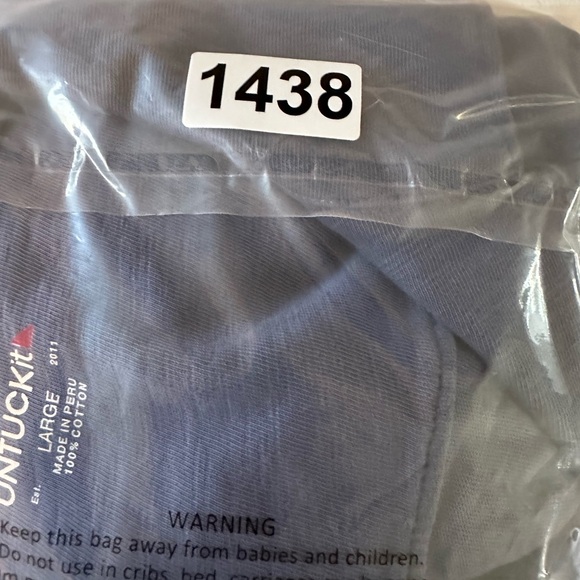 1438
UNTUCKit
Est. 2011
LARGE
MADE IN PERU
100% COTTON
WARNING
Keep this bag away from babies and children.
Do not use in cribs, bed, carriages